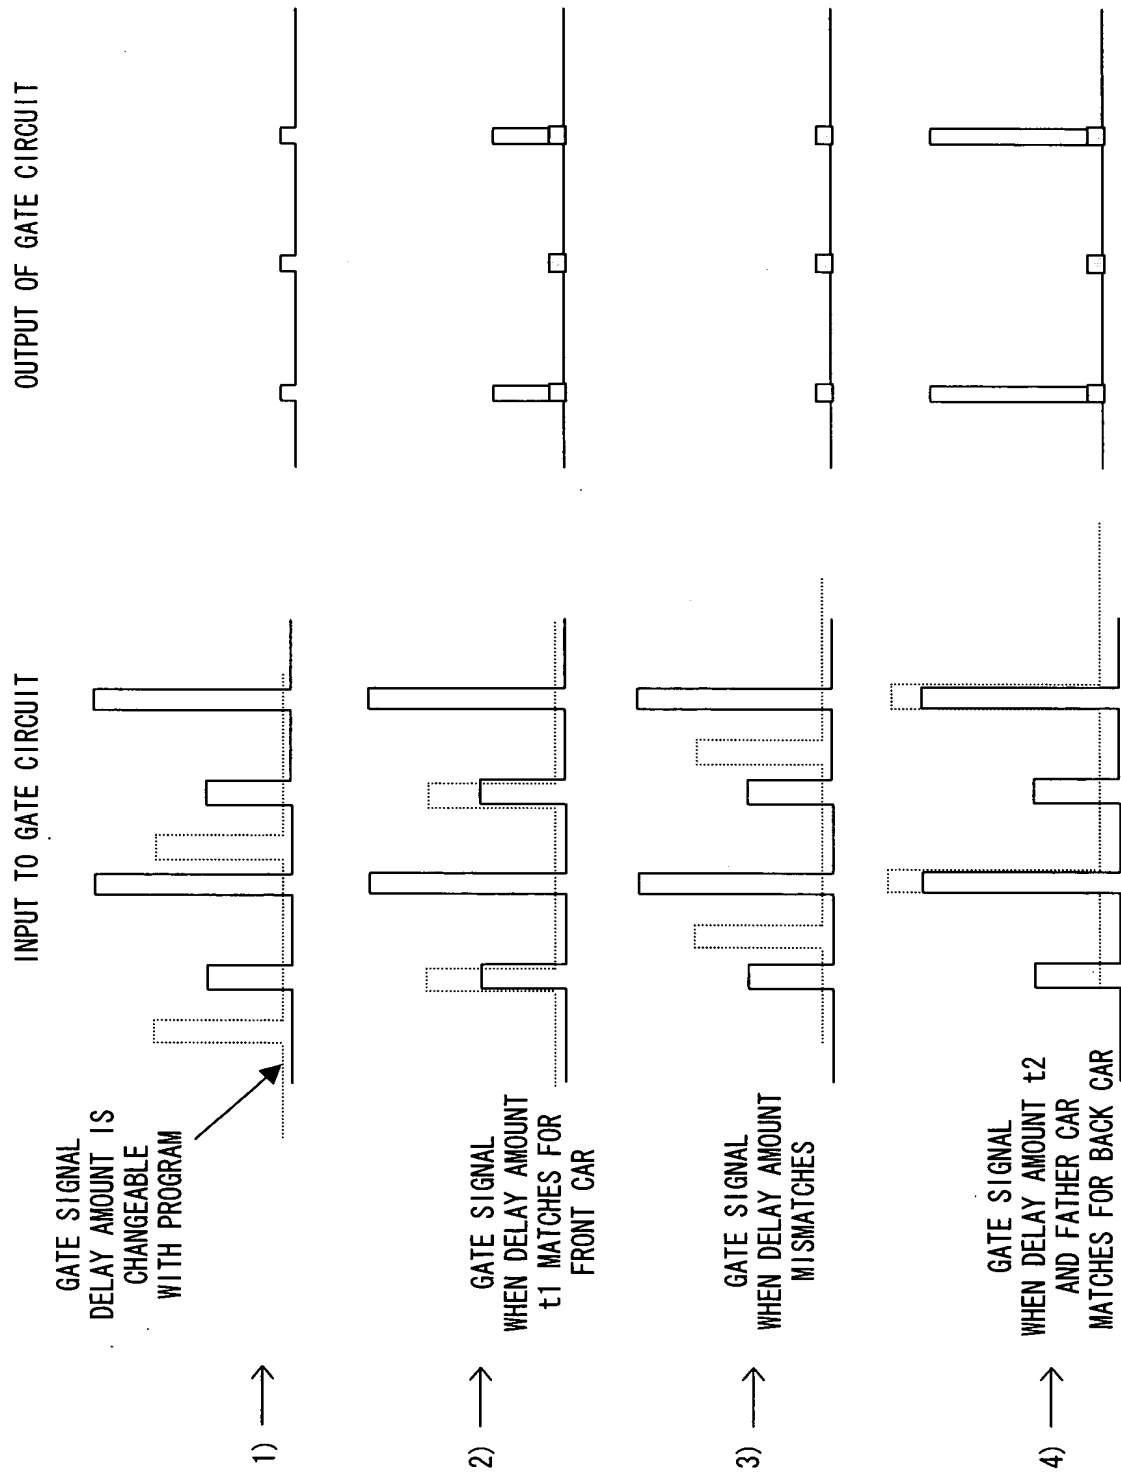 INPUT TO GATE CIRCUIT
OUTPUT OF GATE CIRCUIT
1)
GATE SIGNAL
DELAY AMOUNT IS
CHANGEABLE
WITH PROGRAM
2)
GATE SIGNAL
WHEN DELAY AMOUNT
t1 MATCHES FOR
FRONT CAR
3)
GATE SIGNAL
WHEN DELAY AMOUNT
MISMATCHES
4)
GATE SIGNAL
WHEN DELAY AMOUNT t2
AND FATHER CAR
MATCHES FOR BACK CAR